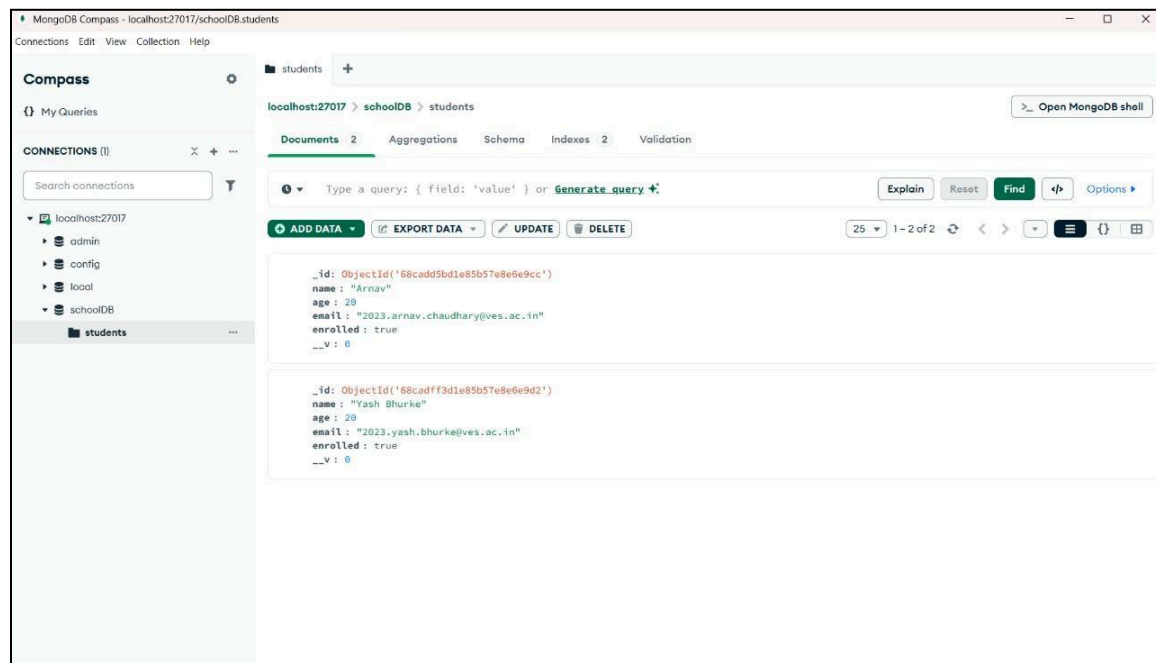 MongoDB Compass - localhost:27017/schoolDB.students
Connections Edit View Collection Help
Compass
{} My Queries
CONNECTIONS (1)
Search connections
localhost:27017
admin
config
local
schoolDB
students
students
localhost:27017 > schoolDB > students
>_ Open MongoDB shell
Documents 2 Aggregations Schema Indexes 2 Validation
Type a query: { field: 'value' } or Generate query
Explain Reset Find </> Options
ADD DATA EXPORT DATA UPDATE DELETE
25 1 – 2 of 2 {}
_id: ObjectId('68cadd5bd1e85b57e8e6e9cc')
name : "Arnav"
age : 20
email : "2023.arnav.chaudhary@ves.ac.in"
enrolled : true
__v : 0
_id: ObjectId('68cadff3d1e85b57e8e6e9d2')
name : "Yash Bhurke"
age : 20
email : "2023.yash.bhurke@ves.ac.in"
enrolled : true
__v : 0